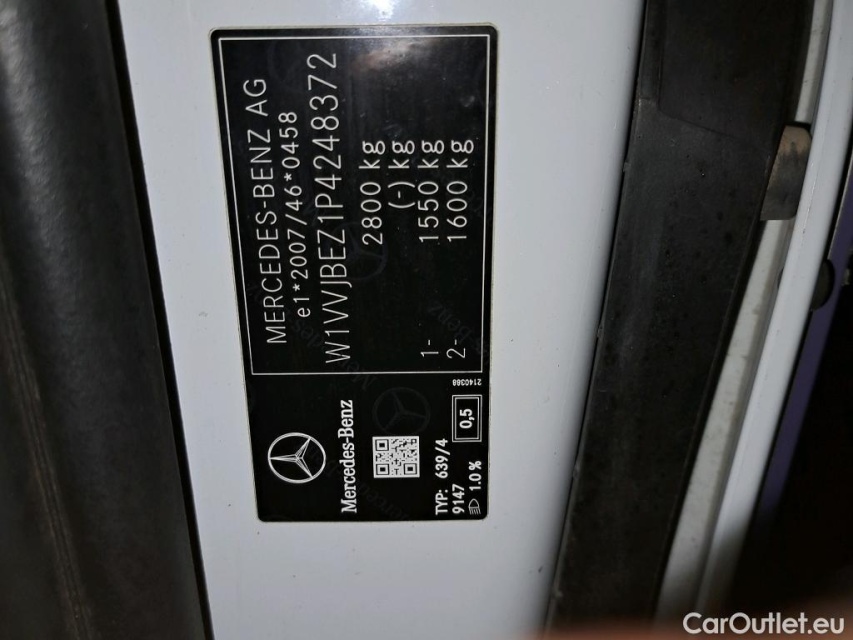 MERCEDES-BENZ AG
e1*2007/46*0458
W1VVJBEZ1P4248372
2800 kg
(-) kg
1- 1550 kg
2- 1600 kg
Mercedes-Benz
TYP: 639/4
9147
1.0 %
0,5
2140388
CarOutlet.eu